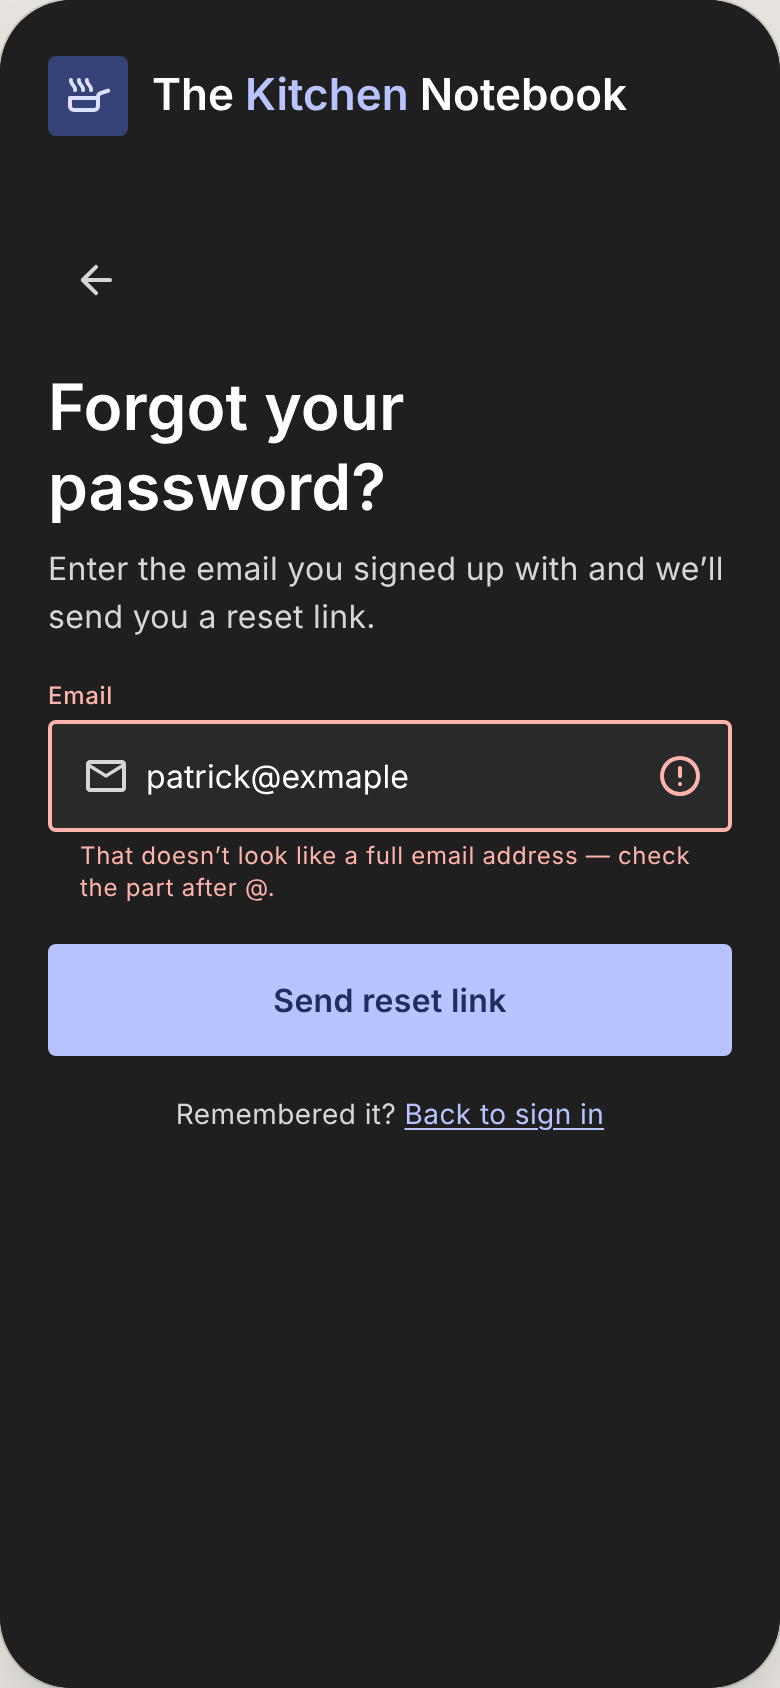 The Kitchen Notebook
Forgot your
password?
Enter the email you signed up with and we’ll
send you a reset link.
Email
patrick@exmaple
That doesn’t look like a full email address — check
the part after @.
Send reset link
Remembered it? Back to sign in